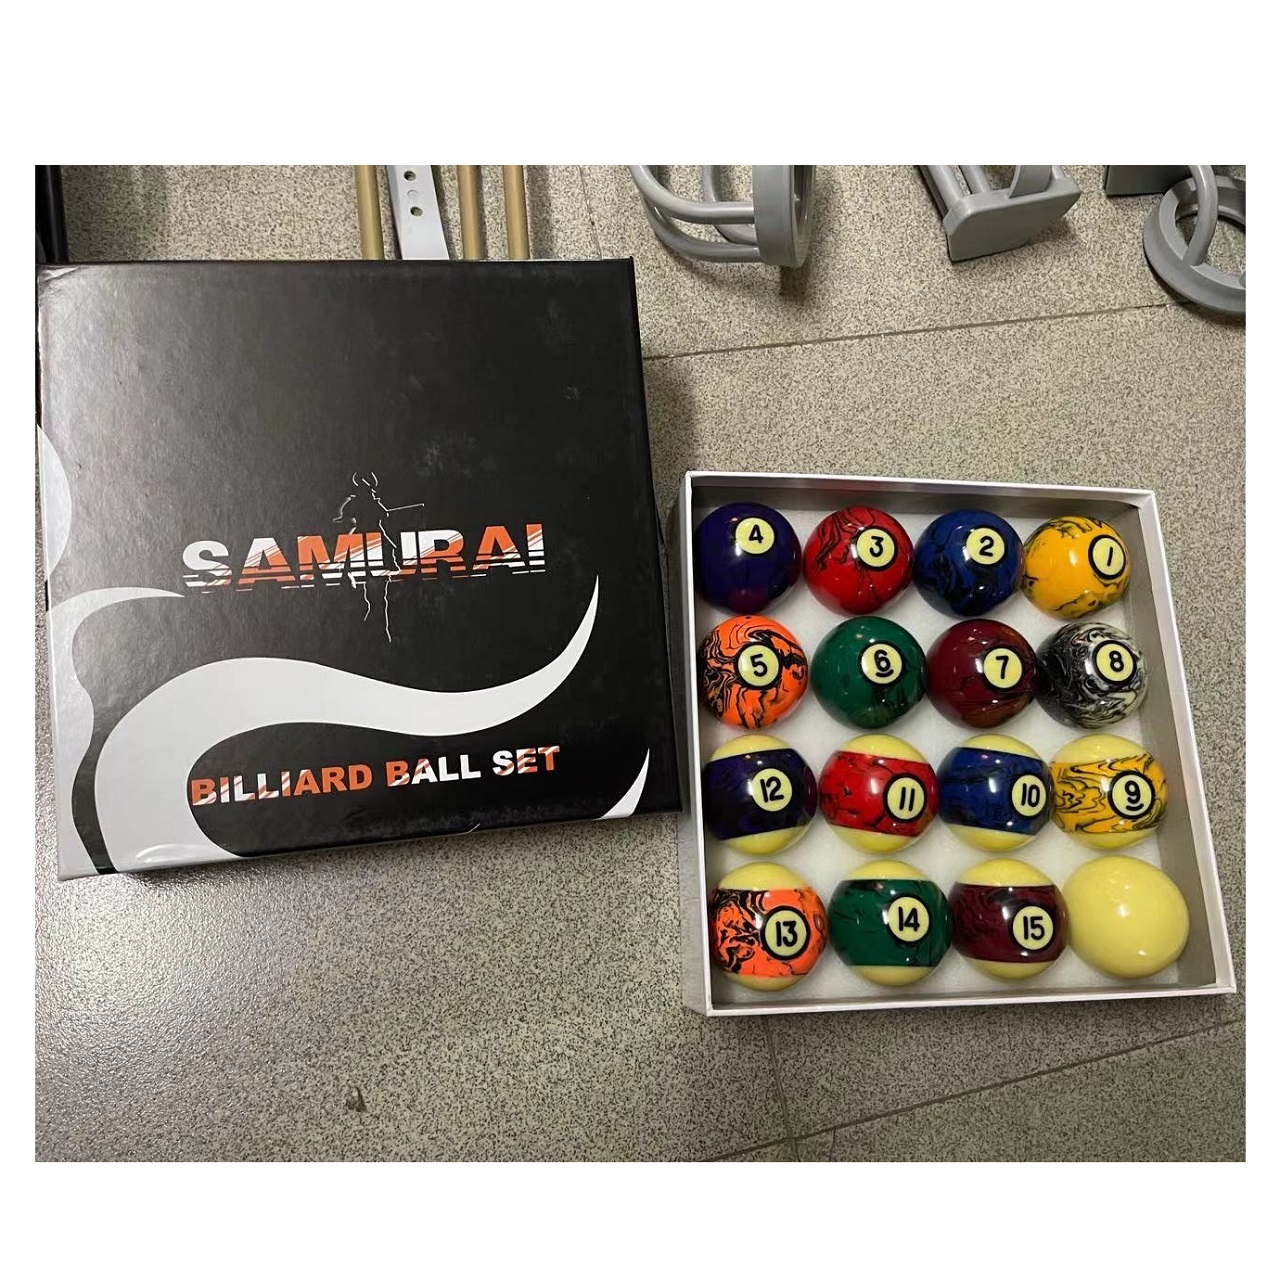 SAMURAI
BILLIARD BALL SET
4 3 2 1
5 6 7 8
12 11 10 9
13 14 15